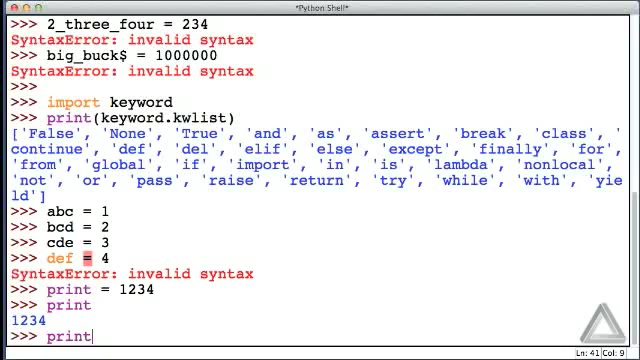 *Python Shell*
>>> 2_three_four = 234
SyntaxError: invalid syntax
>>> big_buck$ = 1000000
SyntaxError: invalid syntax
>>>
>>> import keyword
>>> print(keyword.kwlist)
['False', 'None', 'True', 'and', 'as', 'assert', 'break', 'class', '
continue', 'def', 'del', 'elif', 'else', 'except', 'finally', 'for',
'from', 'global', 'if', 'import', 'in', 'is', 'lambda', 'nonlocal',
'not', 'or', 'pass', 'raise', 'return', 'try', 'while', 'with', 'yie
ld']
>>> abc = 1
>>> bcd = 2
>>> cde = 3
>>> def = 4
SyntaxError: invalid syntax
>>> print = 1234
>>> print
1234
>>> print
Ln: 41 Col: 9